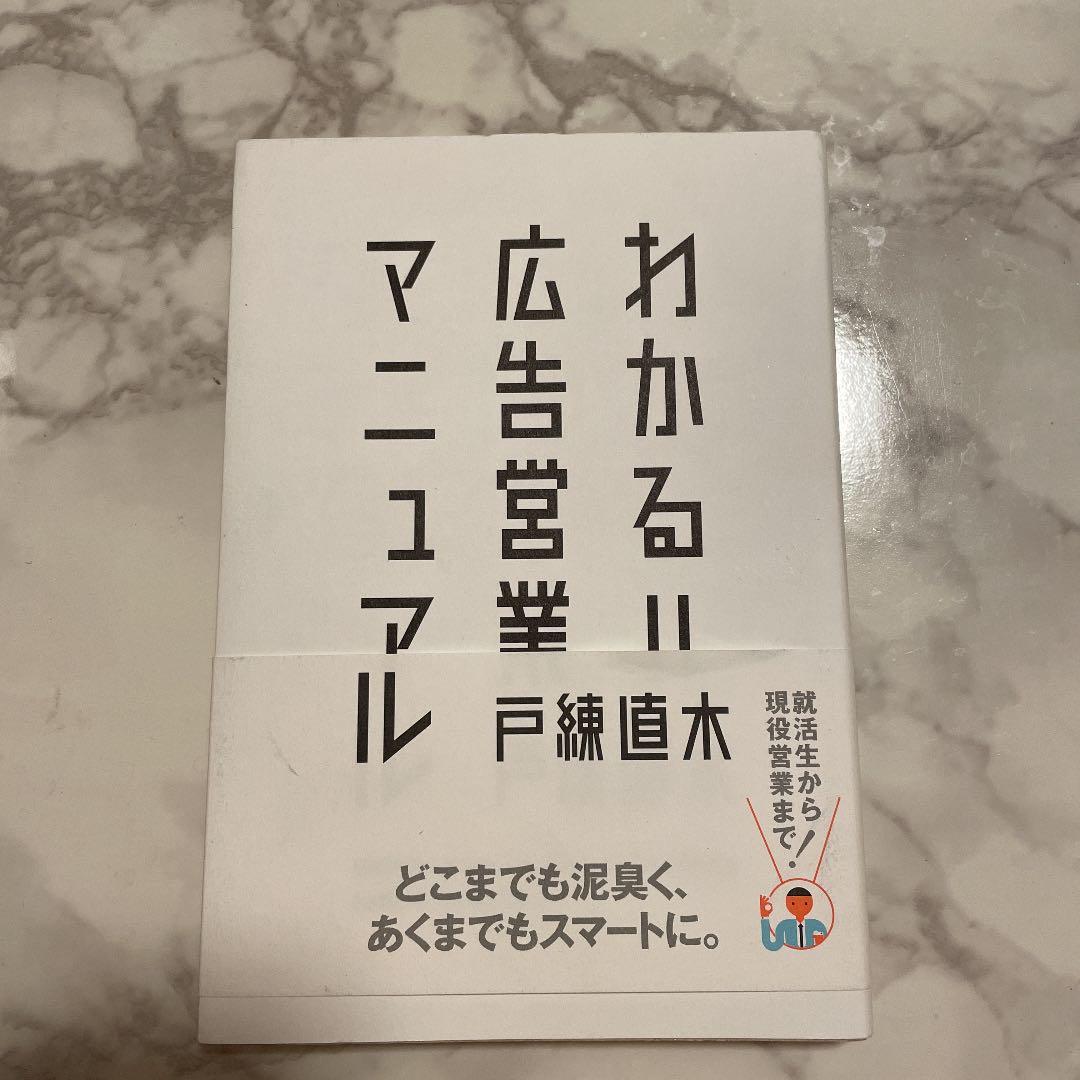 わかる!!
広告営業
マニュアル
戸練直木
就活生から
現役営業まで!
どこまでも泥臭く、
あくまでもスマートに。